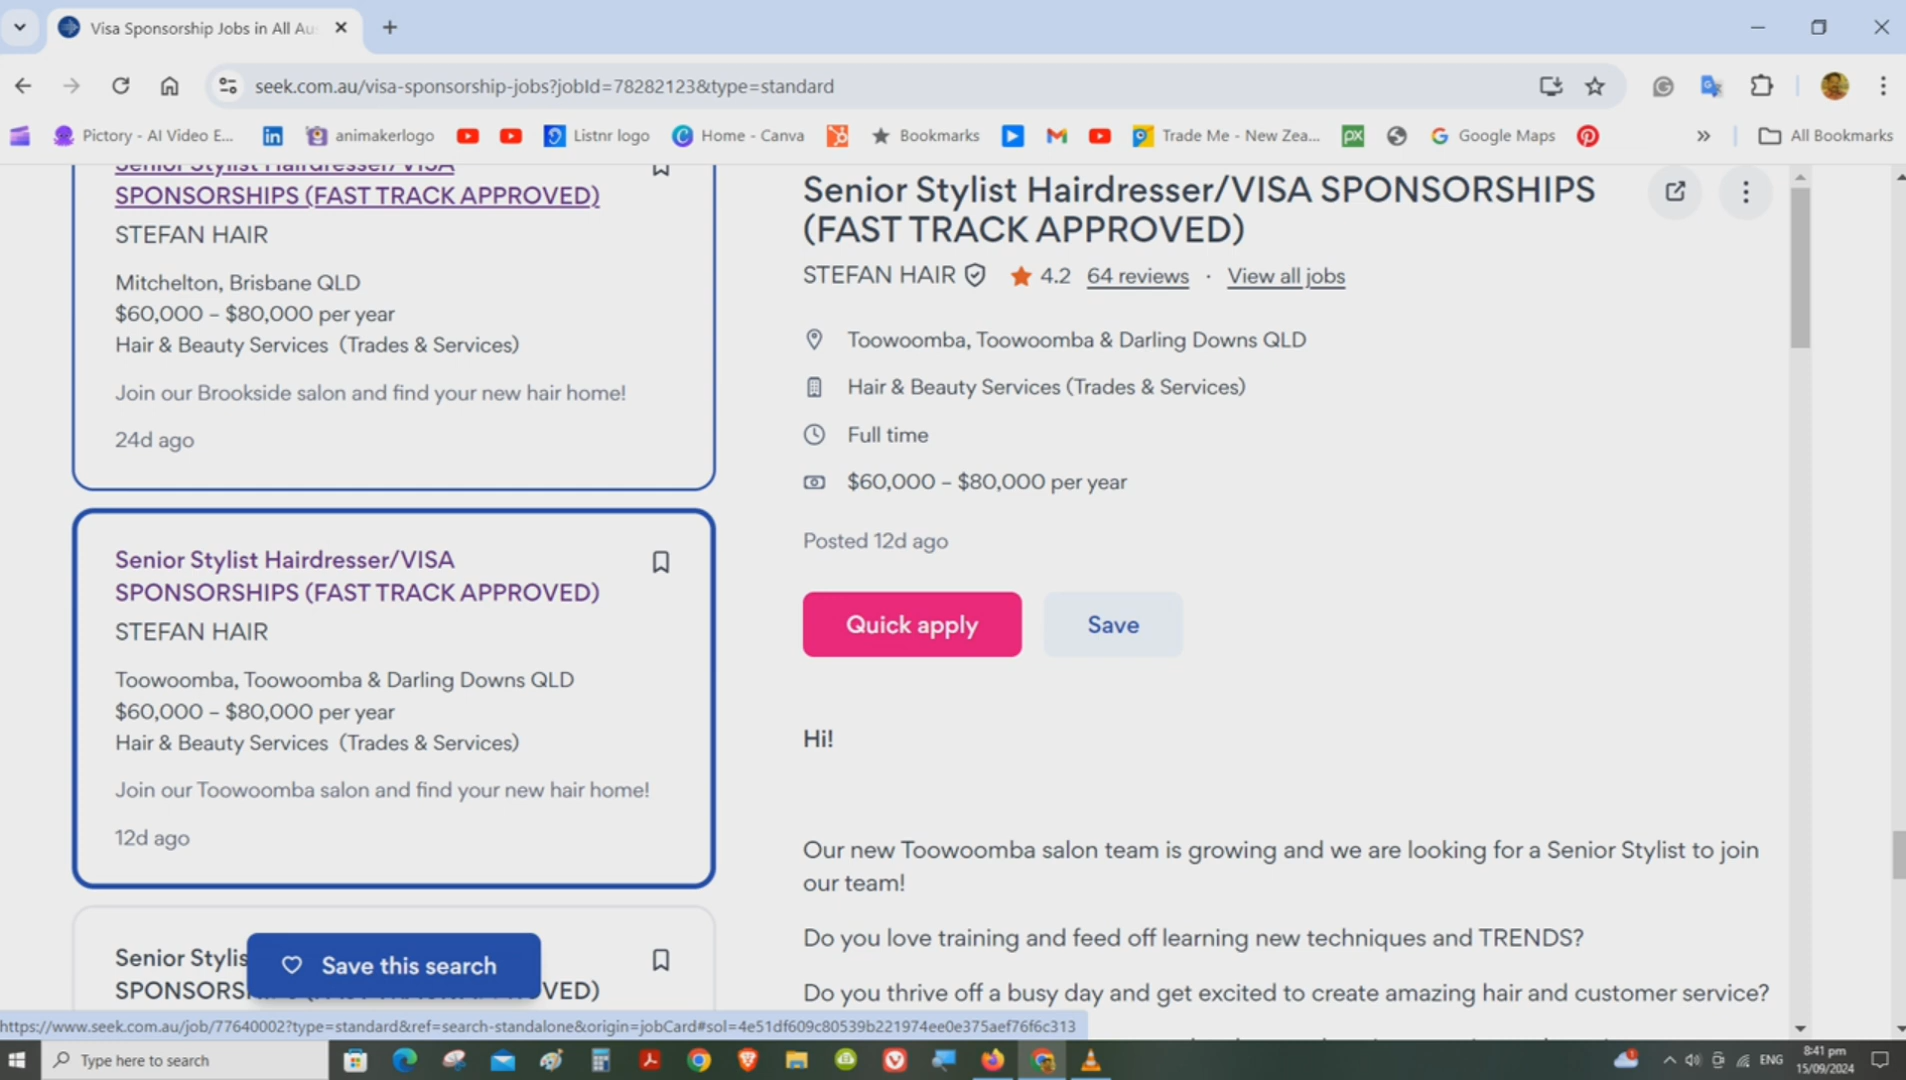 Visa Sponsorship Jobs in All Au
seek.com.au/visa-sponsorship-jobs?jobId=78282123&type=standard
Pictory - AI Video E...
animakerlogo
Listnr logo
Home - Canva
Bookmarks
Trade Me - New Zea...
Google Maps
All Bookmarks
Senior Stylist Hairdresser/VISA
SPONSORSHIPS (FAST TRACK APPROVED)
STEFAN HAIR
Mitchelton, Brisbane QLD
$60,000 – $80,000 per year
Hair & Beauty Services (Trades & Services)
Join our Brookside salon and find your new hair home!
24d ago
Senior Stylist Hairdresser/VISA
SPONSORSHIPS (FAST TRACK APPROVED)
STEFAN HAIR
Toowoomba, Toowoomba & Darling Downs QLD
$60,000 – $80,000 per year
Hair & Beauty Services (Trades & Services)
Join our Toowoomba salon and find your new hair home!
12d ago
Senior Stylis
SPONSORS VED)
Save this search
Senior Stylist Hairdresser/VISA SPONSORSHIPS
(FAST TRACK APPROVED)
STEFAN HAIR 4.2 64 reviews · View all jobs
Toowoomba, Toowoomba & Darling Downs QLD
Hair & Beauty Services (Trades & Services)
Full time
$60,000 – $80,000 per year
Posted 12d ago
Quick apply Save
Hi!
Our new Toowoomba salon team is growing and we are looking for a Senior Stylist to join
our team!
Do you love training and feed off learning new techniques and TRENDS?
Do you thrive off a busy day and get excited to create amazing hair and customer service?
https://www.seek.com.au/job/77640002?type=standard&ref=search-standalone&origin=jobCard#sol=4e51df609c80539b221974ee0e375aef76f6c313
Type here to search
ENG
8:41 pm
15/09/2024